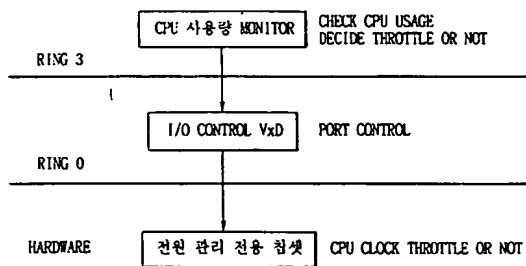 CPU 사용량 MONITOR
CHECK CPU USAGE
DECIDE THROTTLE OR NOT
RING 3
I/O CONTROL VxD
PORT CONTROL
RING 0
HARDWARE
전원 관리 전용 칩셋
CPU CLOCK THROTTLE OR NOT